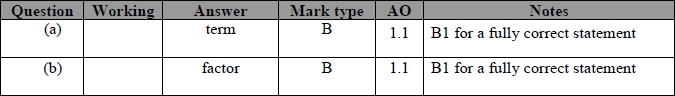 Question Working Answer Mark type AO Notes
(a) term B 1.1 B1 for a fully correct statement
(b) factor B 1.1 B1 for a fully correct statement